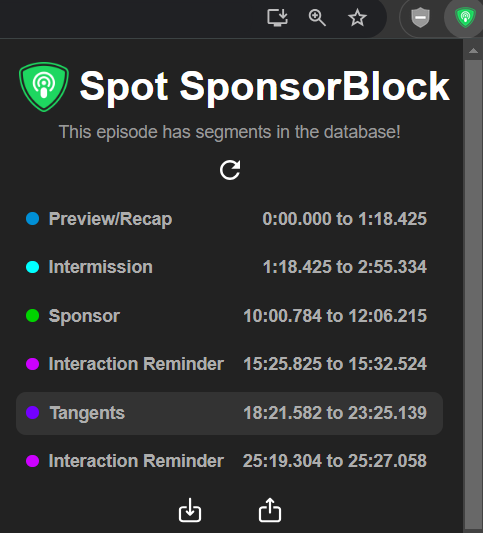 Spot SponsorBlock
This episode has segments in the database!
Preview/Recap 0:00.000 to 1:18.425
Intermission 1:18.425 to 2:55.334
Sponsor 10:00.784 to 12:06.215
Interaction Reminder 15:25.825 to 15:32.524
Tangents 18:21.582 to 23:25.139
Interaction Reminder 25:19.304 to 25:27.058